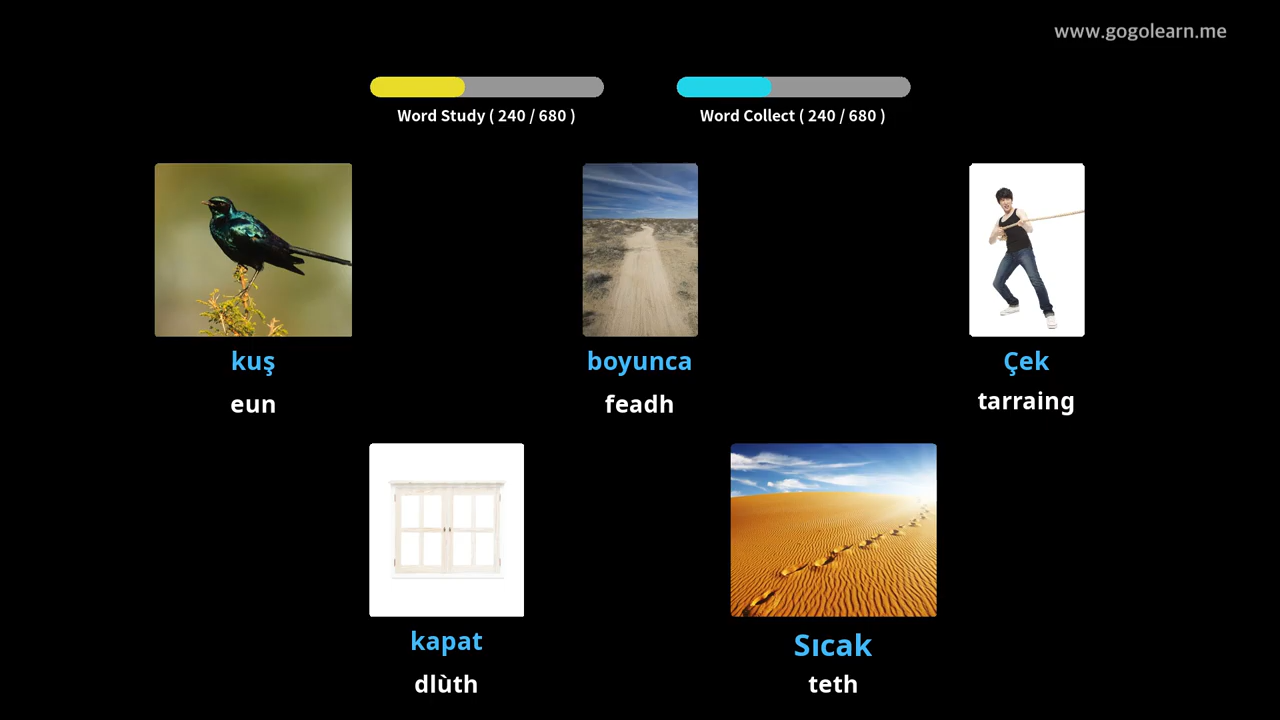 www.gogolearn.me
Word Study ( 240 / 680 )
Word Collect ( 240 / 680 )
kuş
eun
boyunca
feadh
Çek
tarraing
kapat
dlùth
Sıcak
teth